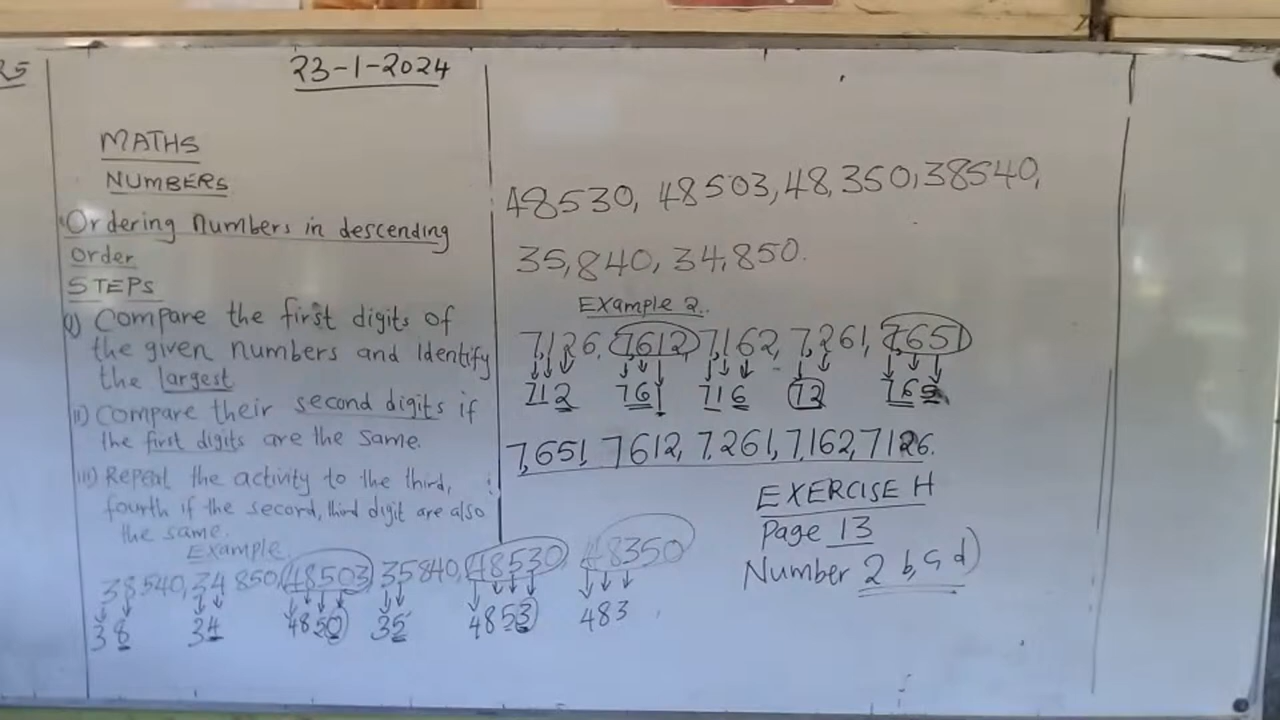 25
23-1-2024
MATHS
NUMBERS
Ordering numbers in descending
order
STEPS
i) Compare the first digits of
the given numbers and identify
the largest
ii) Compare their second digits if
the first digits are the same.
iii) Repeat the activity to the third,
fourth if the second, third digit are also
the same.
Example
38540, 34 850, 48503, 35840, 48530, 48350
38 34 4850 35 4853 483
48530, 48503, 48,350, 38540,
35,840, 34,850.
Example 2.
7,126, 7,612, 7,162, 7,261, 7,651
712 761 716 72 765
7,651, 7612, 7,261, 7,162, 7126.
EXERCISE H
Page 13
Number 2 b, c, d)